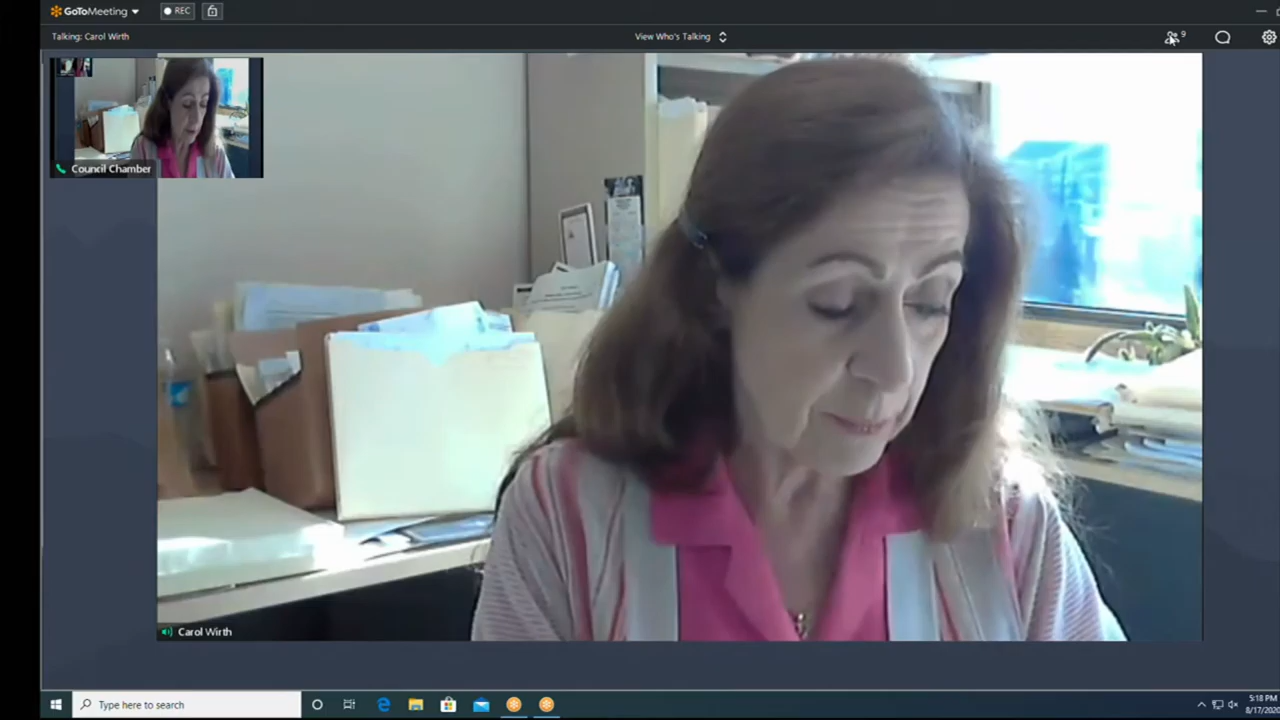 GoToMeeting
REC
Talking: Carol Wirth
View Who's Talking
9
Council Chamber
Carol Wirth
Type here to search
5:18 PM